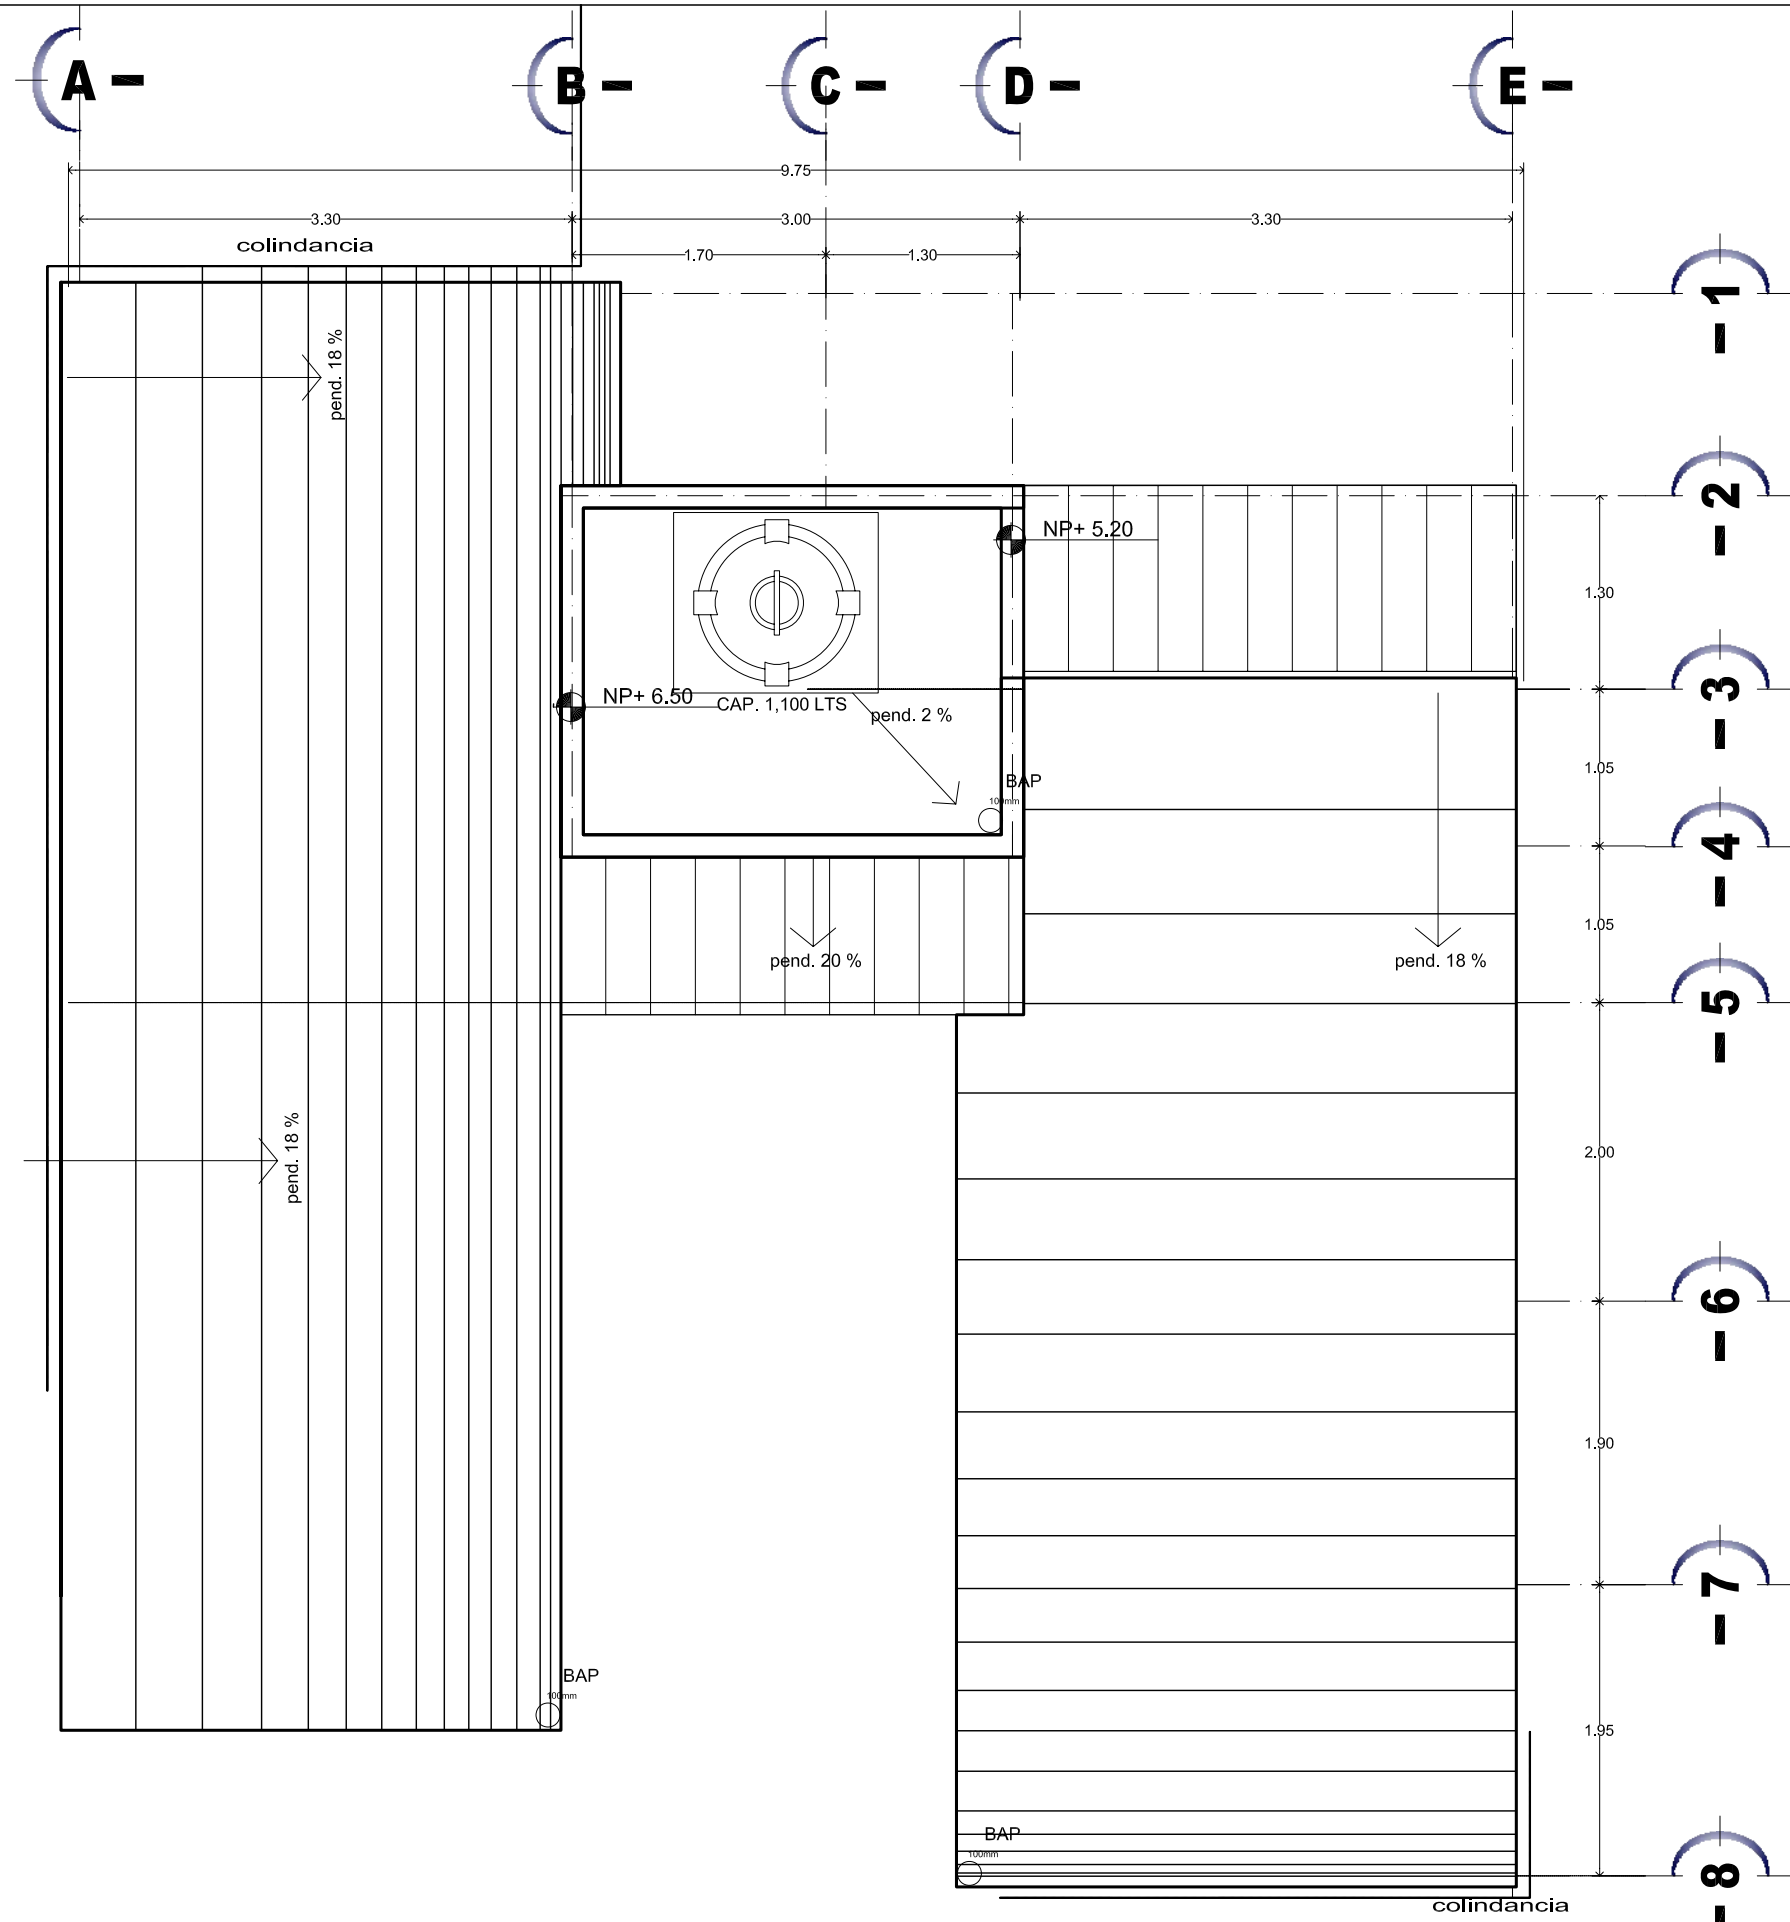 A - B - C - D - E -
9.75
3.30 3.00 3.30
colindancia
1.70 1.30
- 1
pend. 18 %
- 2
NP+ 5.20
1.30
- 3
NP+ 6.50
CAP. 1,100 LTS
pend. 2 %
1.05
BAP
100mm
- 4
1.05
pend. 20 %
pend. 18 %
- 5
pend. 18 %
2.00
- 6
1.90
- 7
BAP
100mm
1.95
BAP
100mm
- 8
colindancia